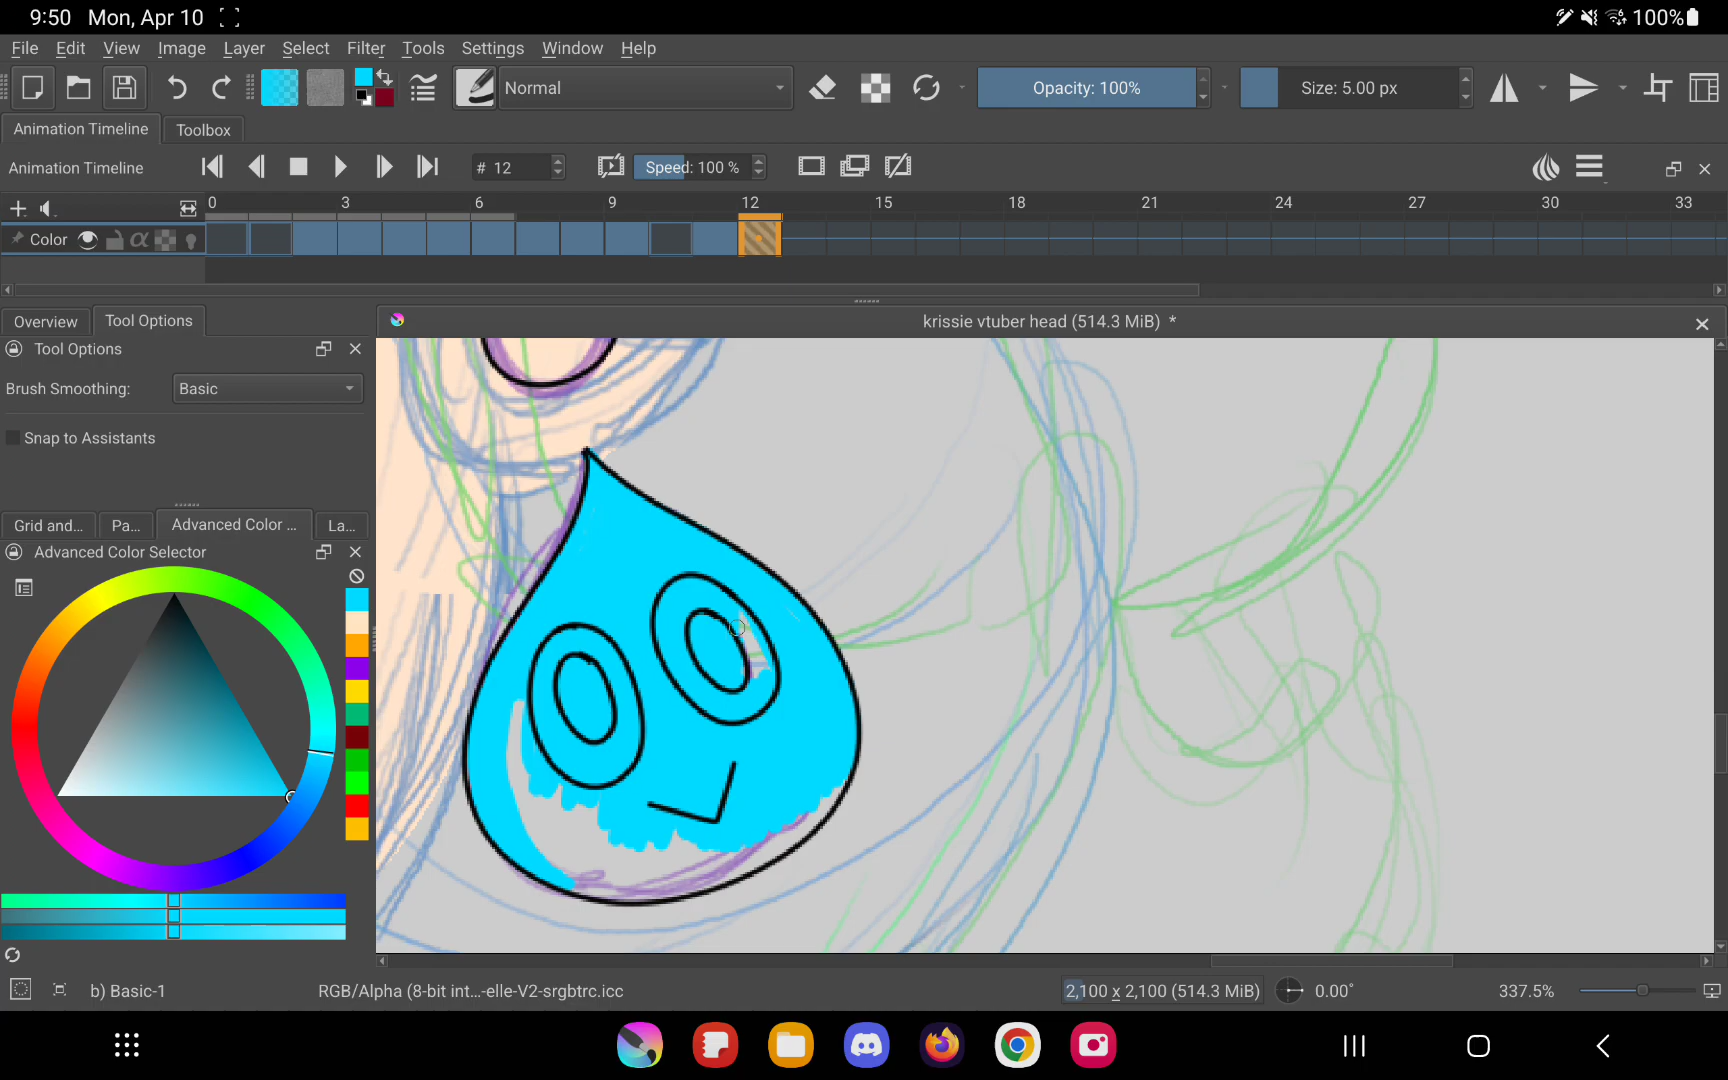 9:50 Mon, Apr 10 100%
File Edit View Image Layer Select Filter Tools Settings Window Help
Normal Opacity: 100% Size: 5.00 px
Animation Timeline Toolbox
Animation Timeline # 12 Speed: 100 %
0 3 6 9 12 15 18 21 24 27 30 33
Color
Overview Tool Options krissie vtuber head (514.3 MiB) *
Tool Options
Brush Smoothing: Basic
Snap to Assistants
Grid and... Pa... Advanced Color ... La...
Advanced Color Selector
b) Basic-1 RGB/Alpha (8-bit int...-elle-V2-srgbtrc.icc 2,100 x 2,100 (514.3 MiB) 0.00° 337.5%